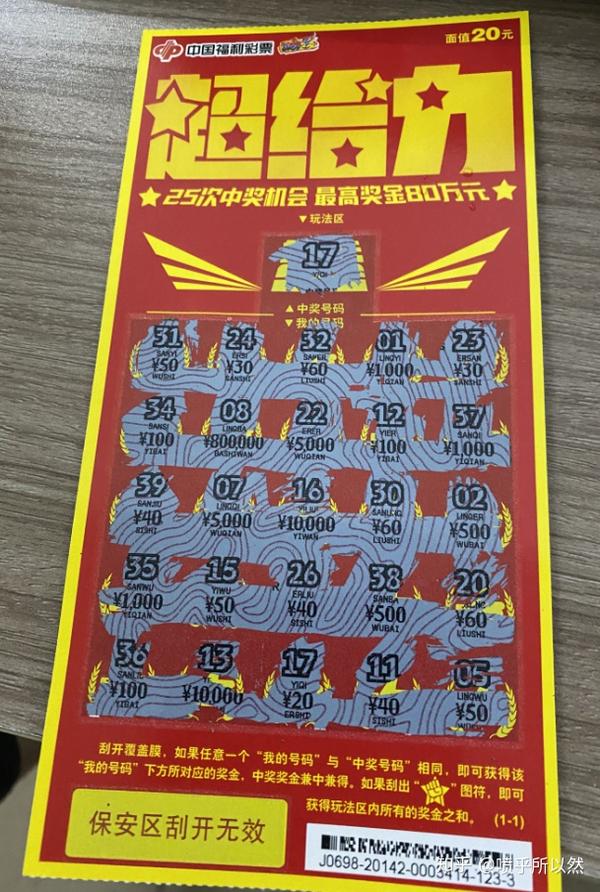 中国福利彩票
面值20元
超给力
25次中奖机会 最高奖金80万元
▼玩法区
17
YIQI
▲中奖号码
▼我的号码
31 24 32 01 23
SANYI ERSI SANER LINGYI ERSAN
¥50 ¥30 ¥60 ¥1,000 ¥30
WUSHI SANSHI LIUSHI YIQIAN SANSHI
34 08 22 12 37
SANSI LINGBA ERER YIER SANQI
¥100 ¥800000 ¥5,000 ¥100 ¥1,000
YIBAI BASHIWAN WUQIAN YIBAI YIQIAN
39 07 16 30 02
SANJIU LINGQI YILIU LINGER
¥40 ¥5,000 ¥10,000 ¥60 ¥500
SISHI WUQIAN YIWAN LIUSHI WUBAI
35 15 26 38 20
SANWU YIWU ERLIU SANBA
¥1,000 ¥50 ¥40 ¥500 ¥60
YIQIAN WUSHI SISHI WUBAI LIUSHI
36 13 17 11 05
SANLIU YIQI LINGWU
¥100 ¥10,000 ¥20 ¥40 ¥50
YIBAI ERSHI SISHI
刮开覆盖膜，如果任意一个“我的号码”与“中奖号码”相同，即可获得该
“我的号码”下方所对应的奖金，中奖奖金兼中兼得。如果刮出“ ”图符，即可
获得玩法区内所有的奖金之和。 (1-1)
保安区刮开无效
J0698-20142-0003414-123-3
知乎 @嗊乎所以然